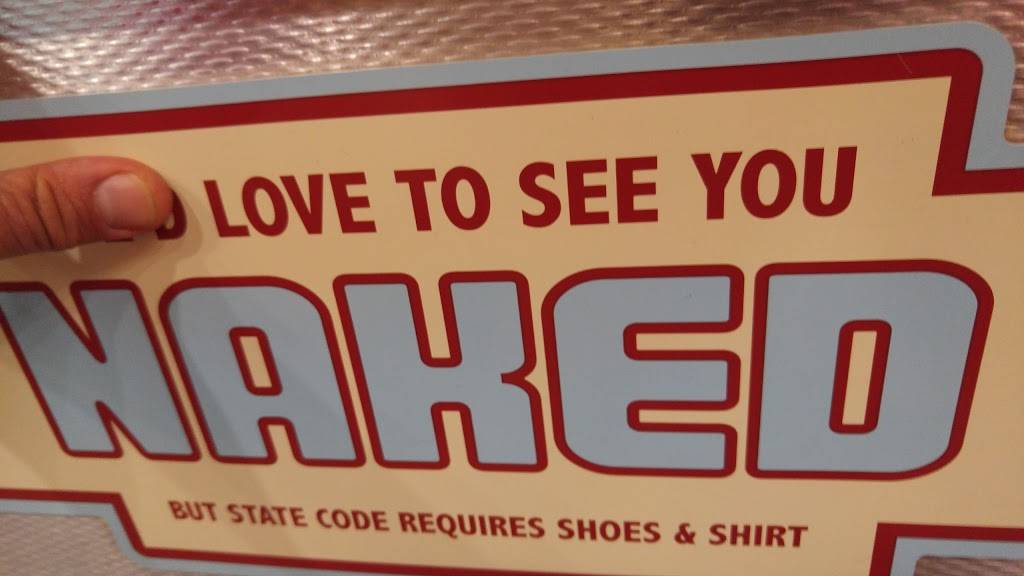 LOVE TO SEE YOU
NAKED
BUT STATE CODE REQUIRES SHOES & SHIRT